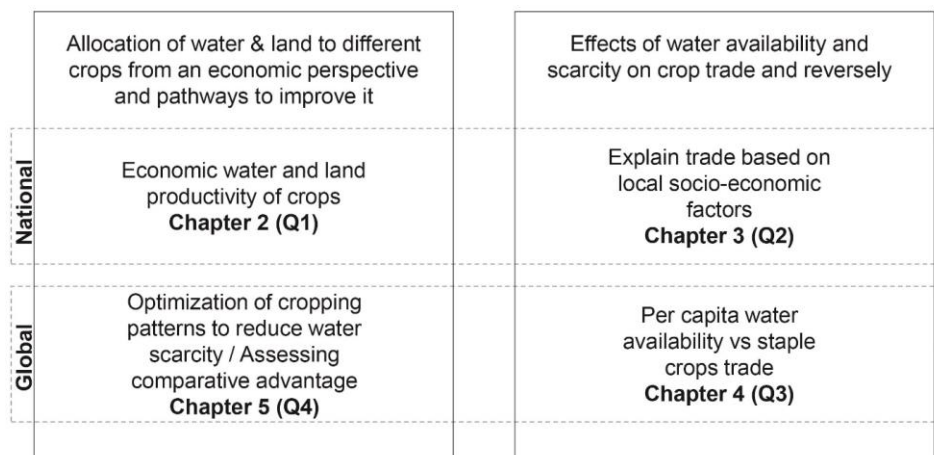 Allocation of water & land to different
crops from an economic perspective
and pathways to improve it
Effects of water availability and
scarcity on crop trade and reversely
National
Economic water and land
productivity of crops
Chapter 2 (Q1)
Explain trade based on
local socio-economic
factors
Chapter 3 (Q2)
Global
Optimization of cropping
patterns to reduce water
scarcity / Assessing
comparative advantage
Chapter 5 (Q4)
Per capita water
availability vs staple
crops trade
Chapter 4 (Q3)